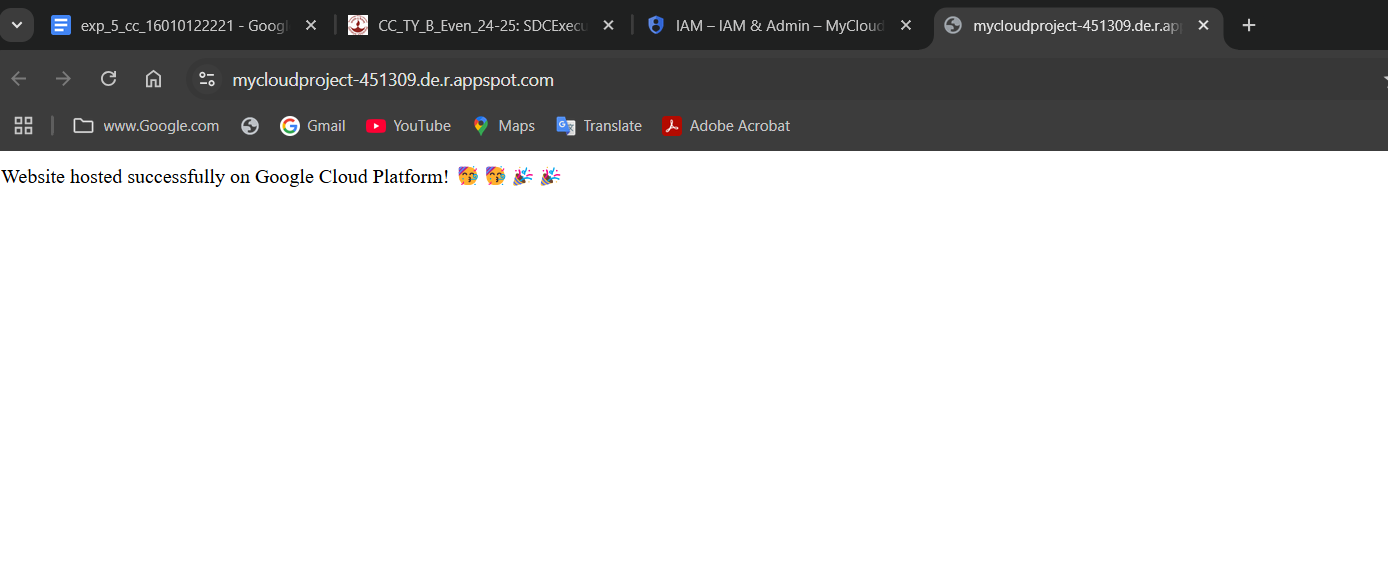 exp_5_cc_16010122221 - Googl
CC_TY_B_Even_24-25: SDCExecu
IAM – IAM & Admin – MyCloud
mycloudproject-451309.de.r.app
mycloudproject-451309.de.r.appspot.com
www.Google.com
Gmail
YouTube
Maps
Translate
Adobe Acrobat
Website hosted successfully on Google Cloud Platform! 🥳 🥳 🎉 🎉